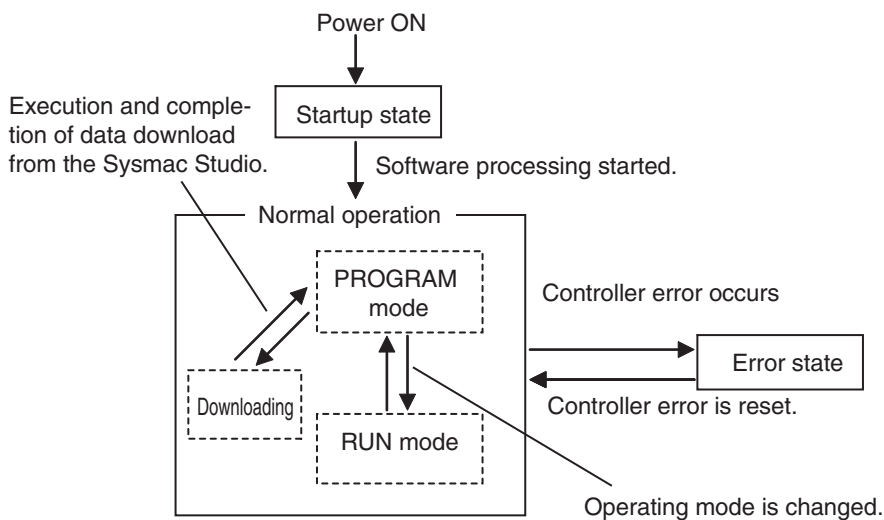 Power ON
Startup state
Execution and comple-
tion of data download
from the Sysmac Studio.
Software processing started.
Normal operation
PROGRAM
mode
Controller error occurs
Error state
Downloading
Controller error is reset.
RUN mode
Operating mode is changed.